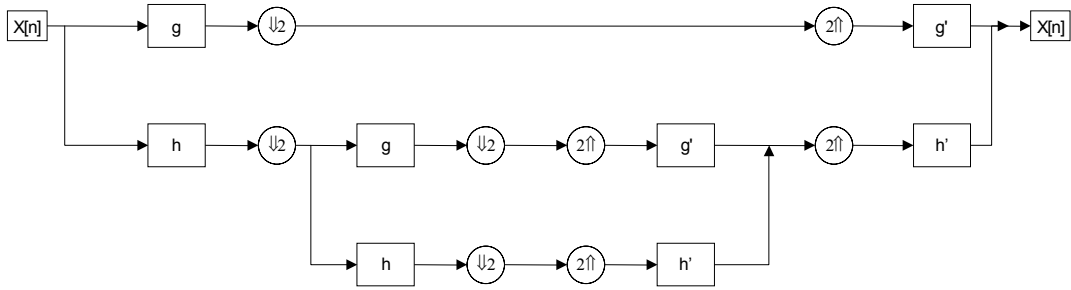 X[n] g ⇓2 2⇑ g' X[n]
h ⇓2 g ⇓2 2⇑ g' 2⇑ h'
h ⇓2 2⇑ h'